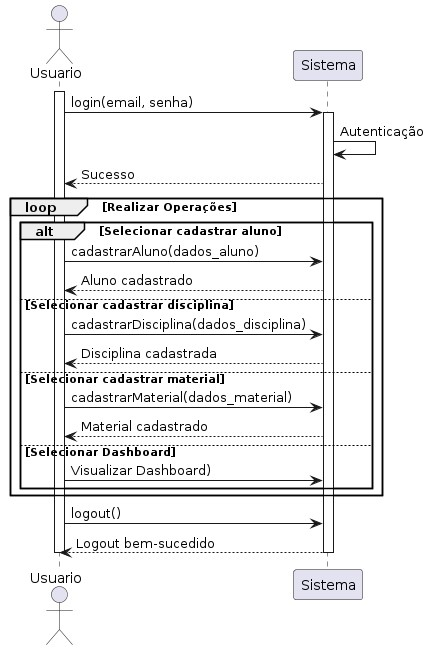 Usuario
Sistema
login(email, senha)
Autenticação
Sucesso
loop [Realizar Operações]
alt [Selecionar cadastrar aluno]
cadastrarAluno(dados_aluno)
Aluno cadastrado
[Selecionar cadastrar disciplina]
cadastrarDisciplina(dados_disciplina)
Disciplina cadastrada
[Selecionar cadastrar material]
cadastrarMaterial(dados_material)
Material cadastrado
[Selecionar Dashboard]
Visualizar Dashboard)
logout()
Logout bem-sucedido
Usuario
Sistema